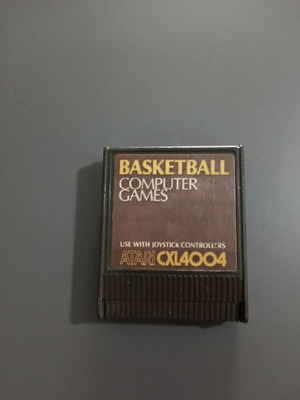 BASKETBALL
COMPUTER
GAMES
USE WITH JOYSTICK CONTROLLERS
ATARI CXL4004